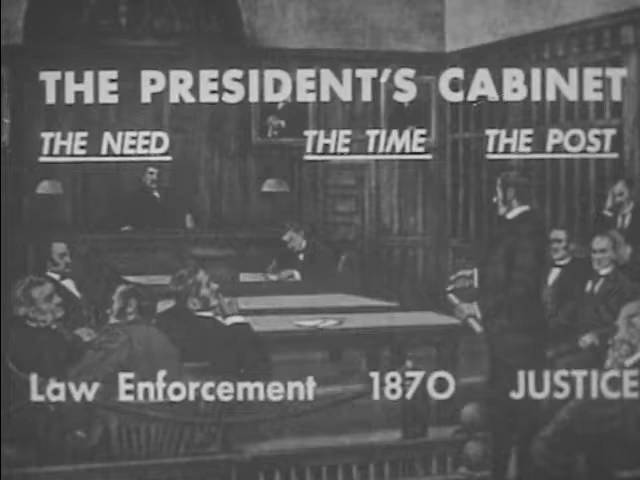 THE PRESIDENT'S CABINET
THE NEED THE TIME THE POST
Law Enforcement 1870 JUSTICE